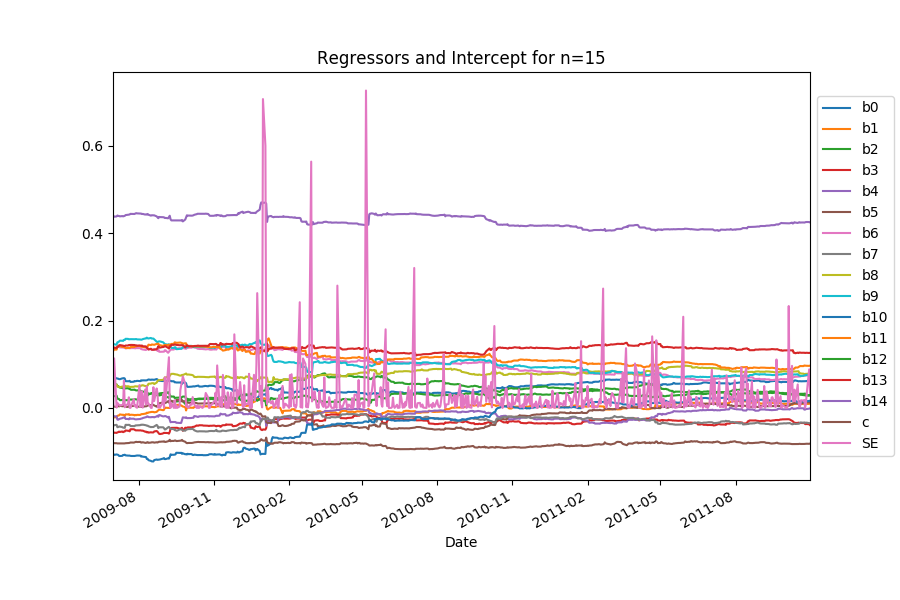 Regressors and Intercept for n=15
0.6
0.4
0.2
0.0
2009-08
2009-11
2010-02
2010-05
2010-08
2010-11
2011-02
2011-05
2011-08
Date
b0
b1
b2
b3
b4
b5
b6
b7
b8
b9
b10
b11
b12
b13
b14
c
SE